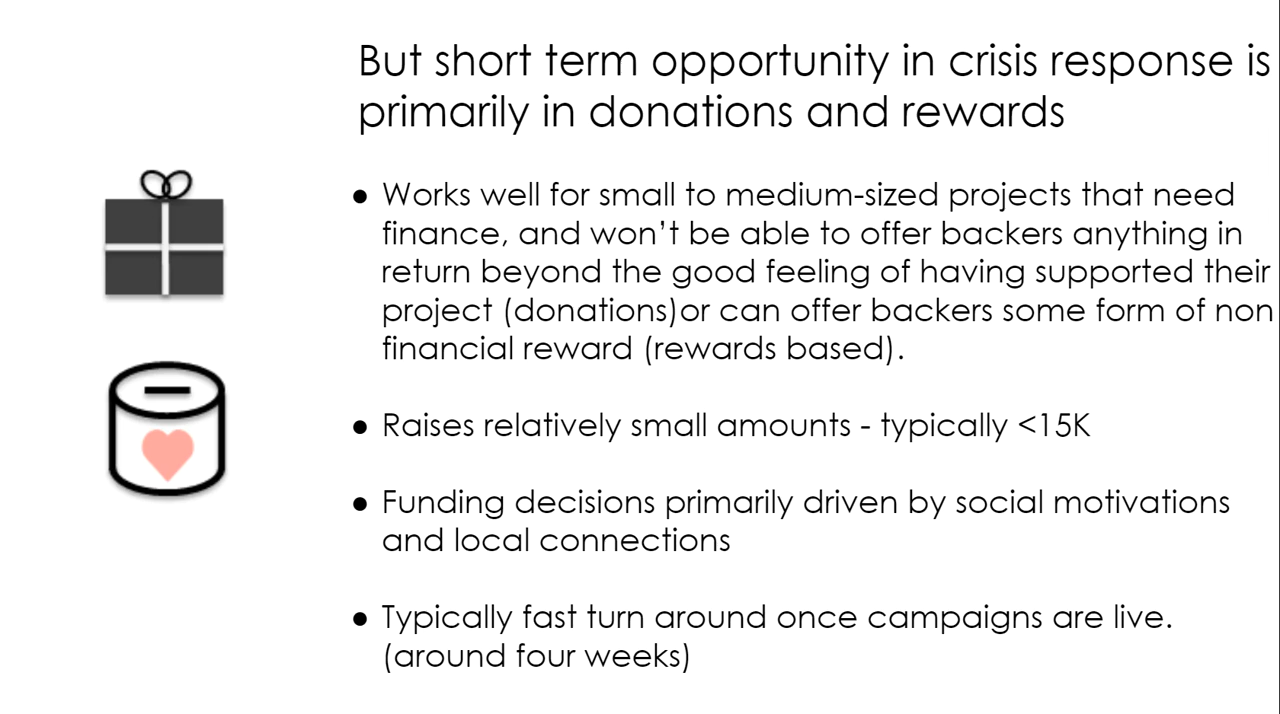 But short term opportunity in crisis response is
primarily in donations and rewards
● Works well for small to medium-sized projects that need
finance, and won’t be able to offer backers anything in
return beyond the good feeling of having supported their
project (donations)or can offer backers some form of non
financial reward (rewards based).
● Raises relatively small amounts - typically <15K
● Funding decisions primarily driven by social motivations
and local connections
● Typically fast turn around once campaigns are live.
(around four weeks)